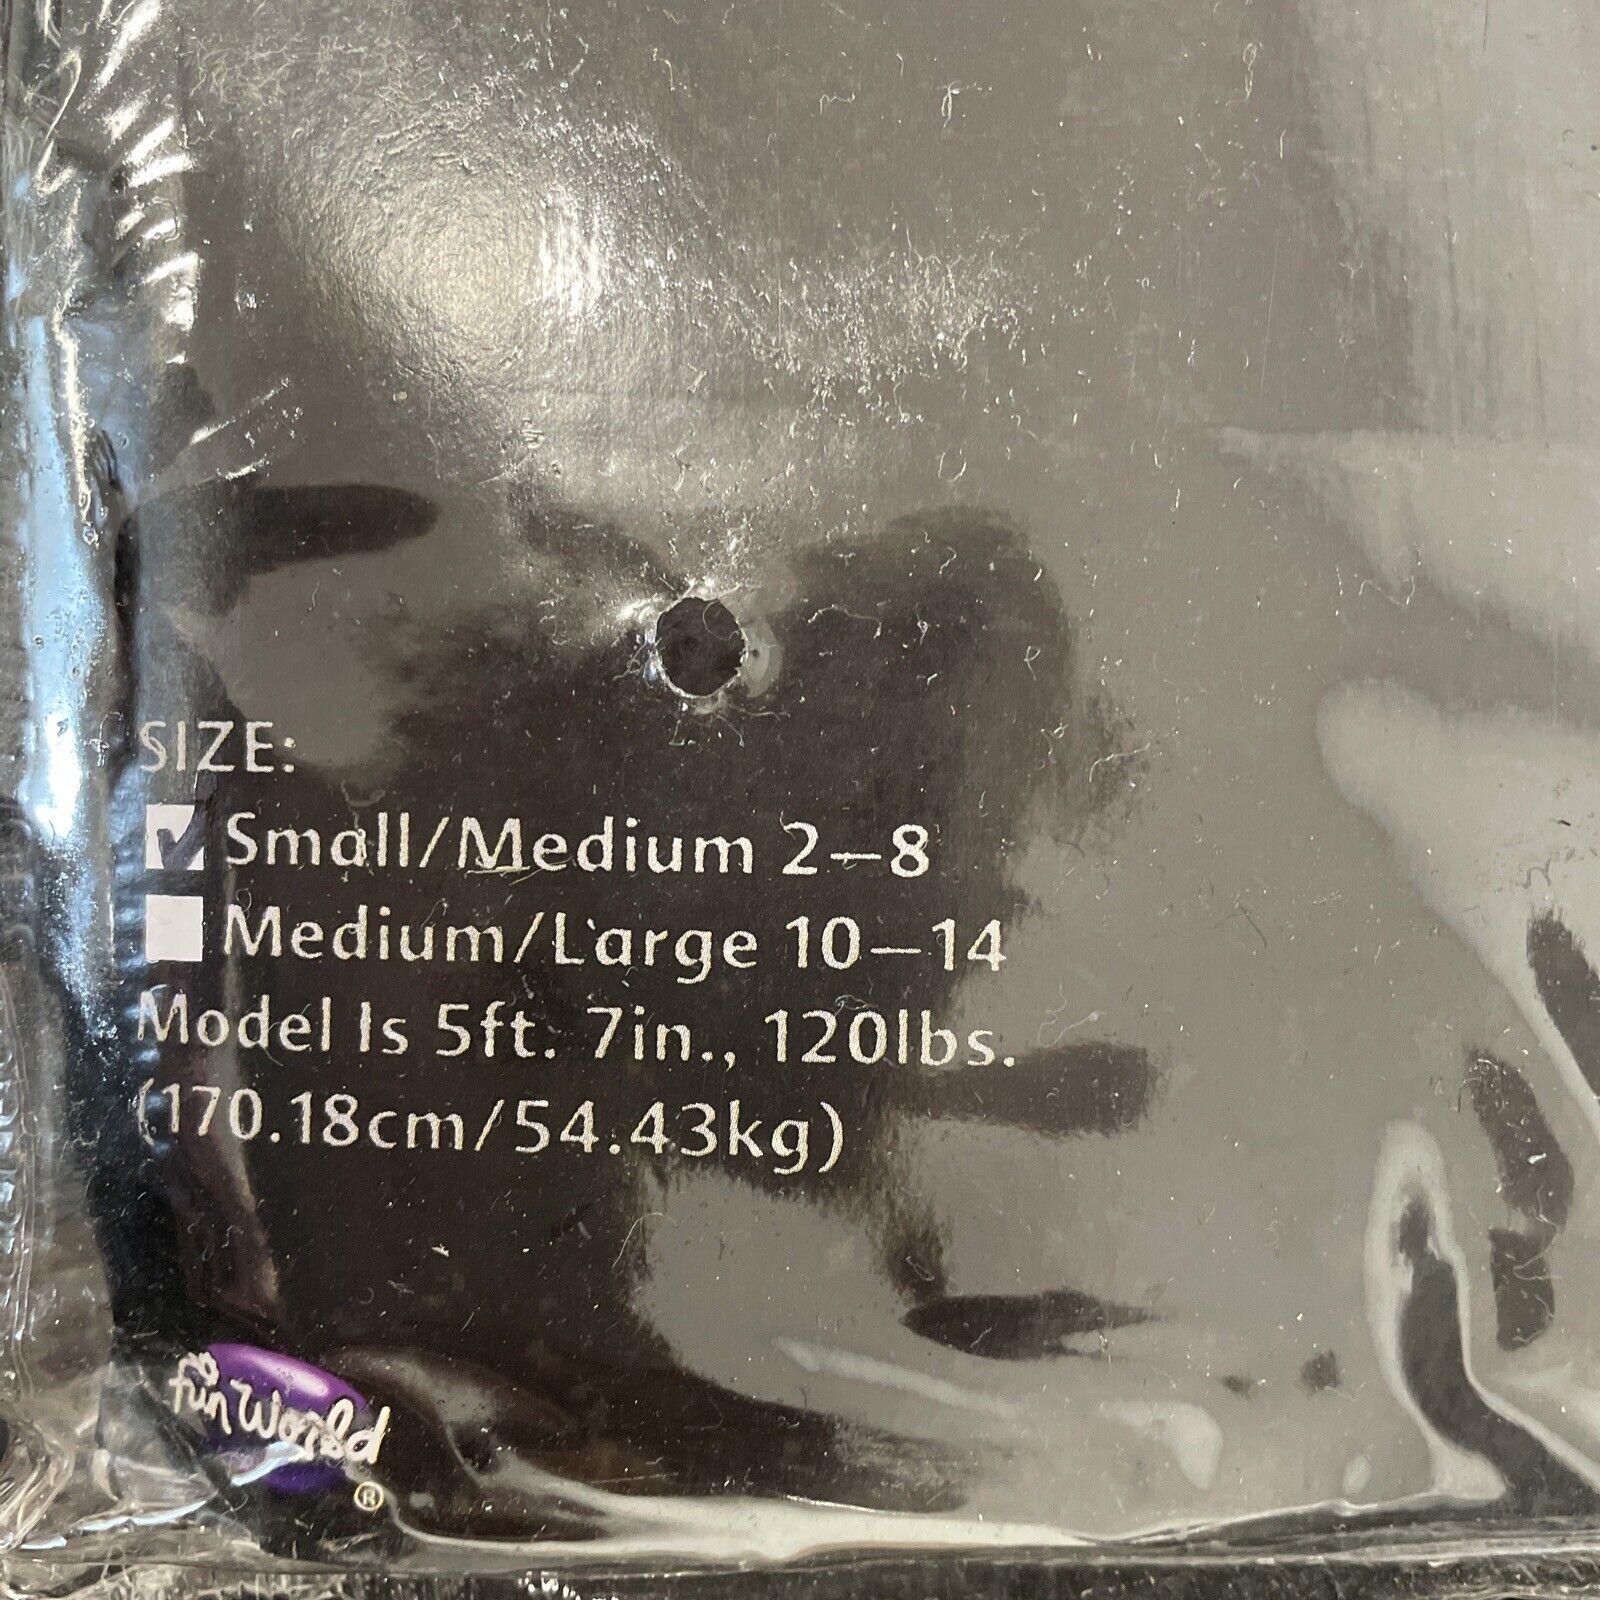 SIZE:
Small/Medium 2–8
Medium/Large 10–14
Model Is 5ft. 7in., 120lbs.
(170.18cm/54.43kg)
fun World
®